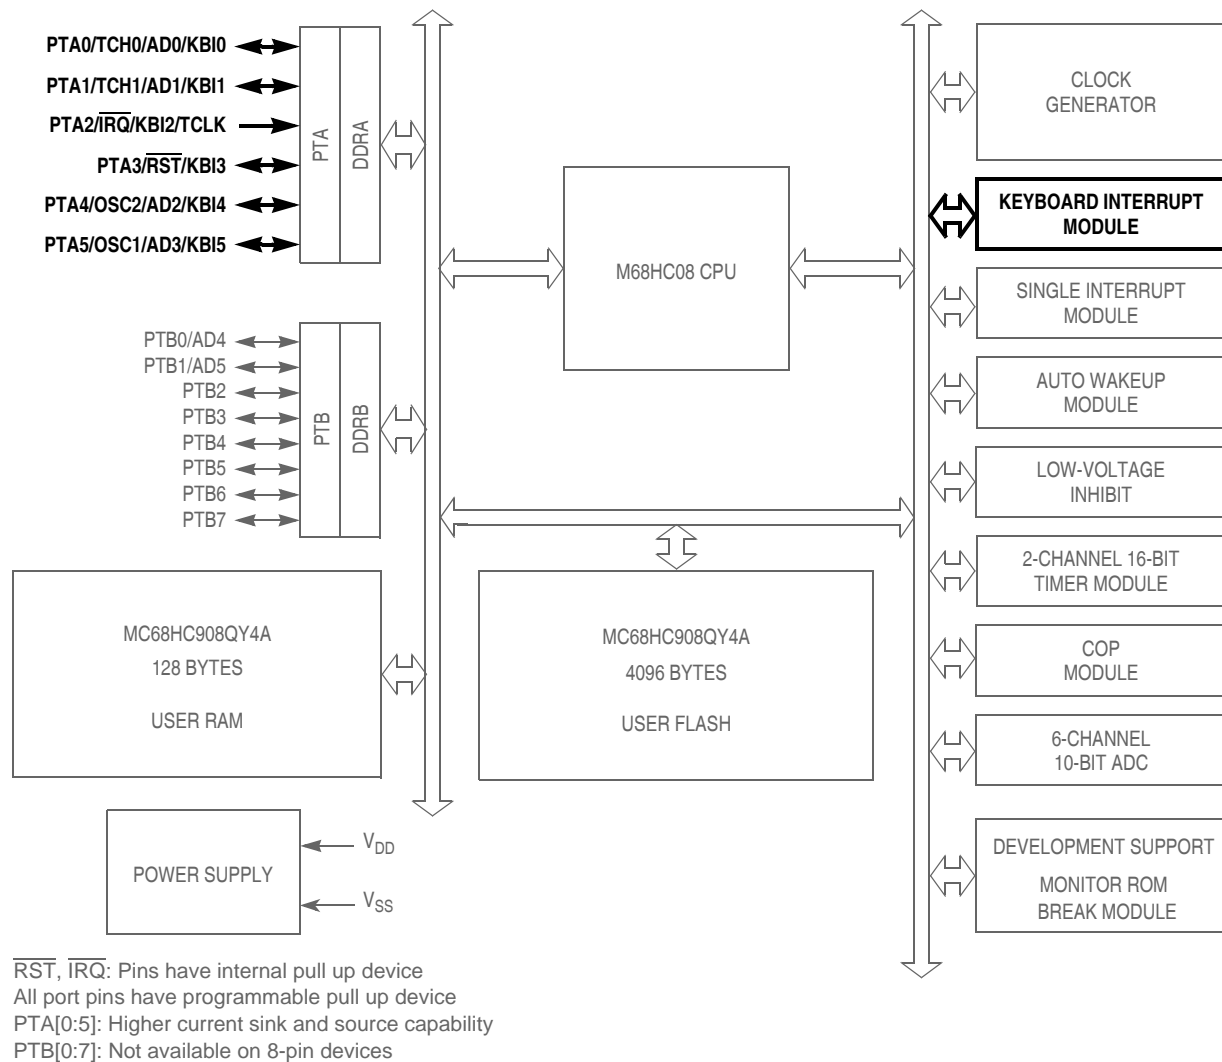 PTA0/TCH0/AD0/KBI0
PTA1/TCH1/AD1/KBI1
PTA2/IRQ/KBI2/TCLK
PTA3/RST/KBI3
PTA4/OSC2/AD2/KBI4
PTA5/OSC1/AD3/KBI5
PTA
DDRA
PTB0/AD4
PTB1/AD5
PTB2
PTB3
PTB4
PTB5
PTB6
PTB7
PTB
DDRB
M68HC08 CPU
CLOCK
GENERATOR
KEYBOARD INTERRUPT
MODULE
SINGLE INTERRUPT
MODULE
AUTO WAKEUP
MODULE
LOW-VOLTAGE
INHIBIT
2-CHANNEL 16-BIT
TIMER MODULE
COP
MODULE
6-CHANNEL
10-BIT ADC
DEVELOPMENT SUPPORT
MONITOR ROM
BREAK MODULE
MC68HC908QY4A
128 BYTES
USER RAM
MC68HC908QY4A
4096 BYTES
USER FLASH
POWER SUPPLY
VDD
VSS
RST, IRQ: Pins have internal pull up device
All port pins have programmable pull up device
PTA[0:5]: Higher current sink and source capability
PTB[0:7]: Not available on 8-pin devices